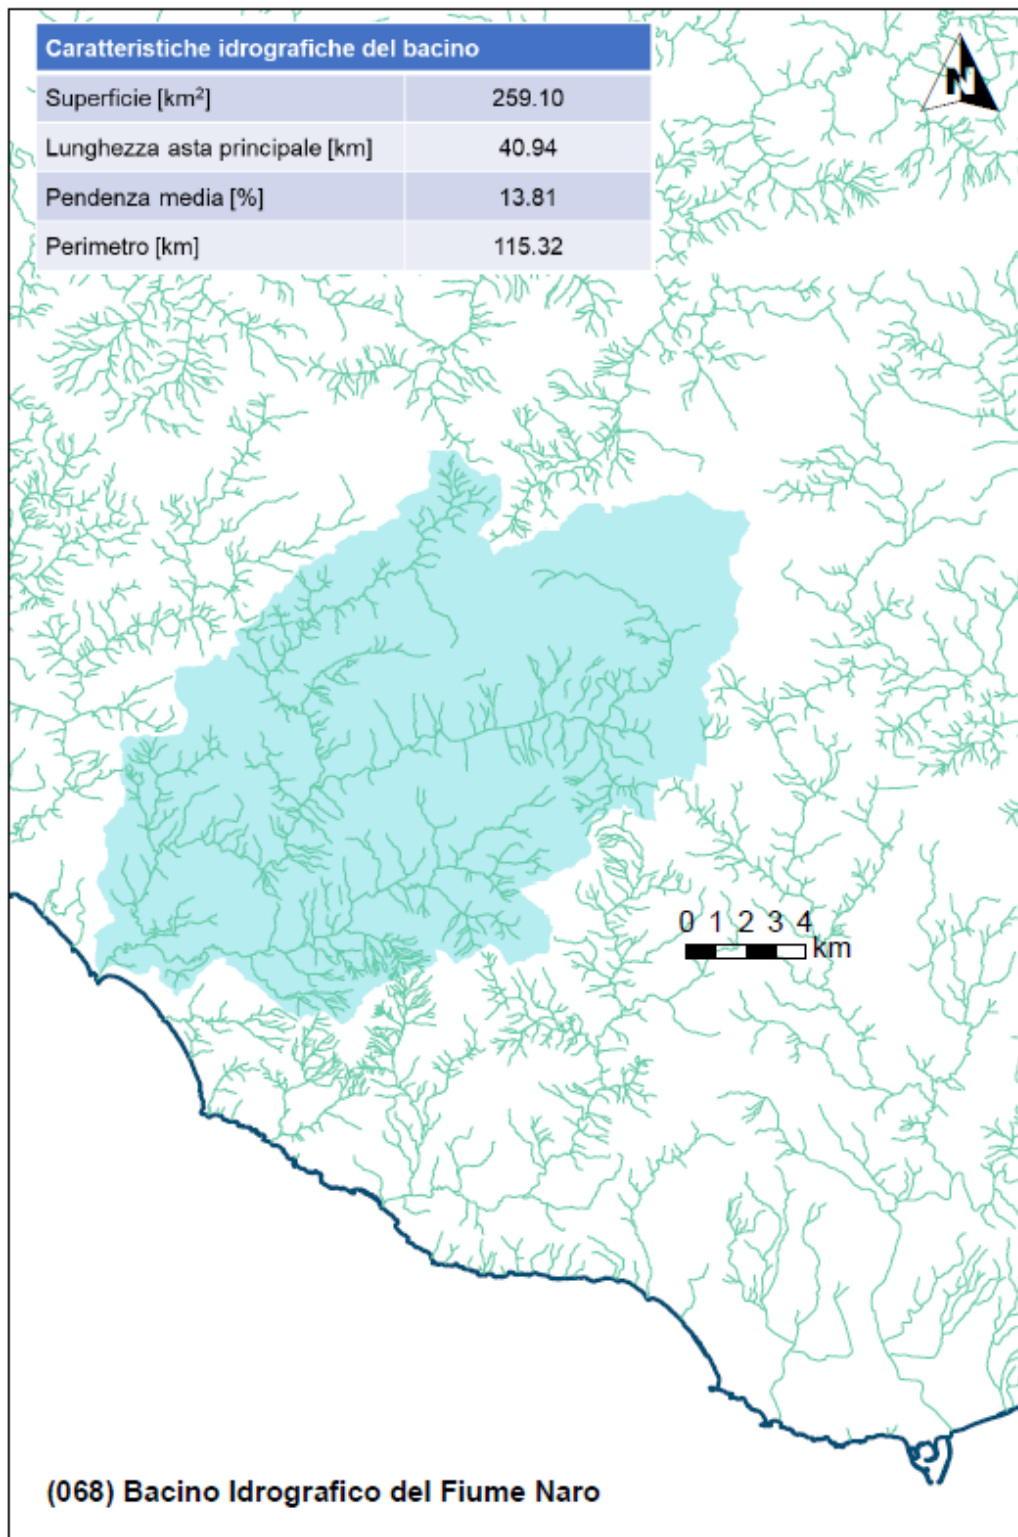 Caratteristiche idrografiche del bacino
Superficie [km²] 259.10
Lunghezza asta principale [km] 40.94
Pendenza media [%] 13.81
Perimetro [km] 115.32
N
0 1 2 3 4
km
(068) Bacino Idrografico del Fiume Naro